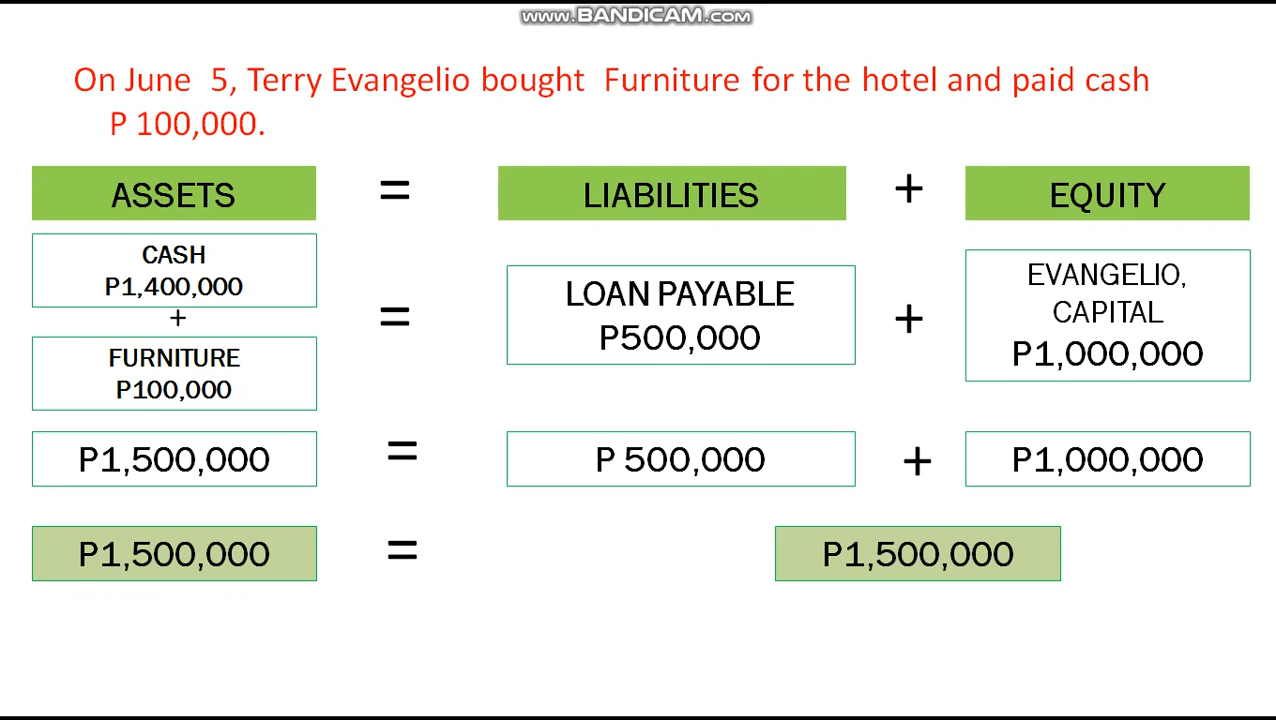 www.BANDICAM.com
On June 5, Terry Evangelio bought Furniture for the hotel and paid cash
P 100,000.
ASSETS = LIABILITIES + EQUITY
CASH
P1,400,000
+
FURNITURE
P100,000
=
LOAN PAYABLE
P500,000
+
EVANGELIO,
CAPITAL
P1,000,000
P1,500,000 = P 500,000 + P1,000,000
P1,500,000 = P1,500,000